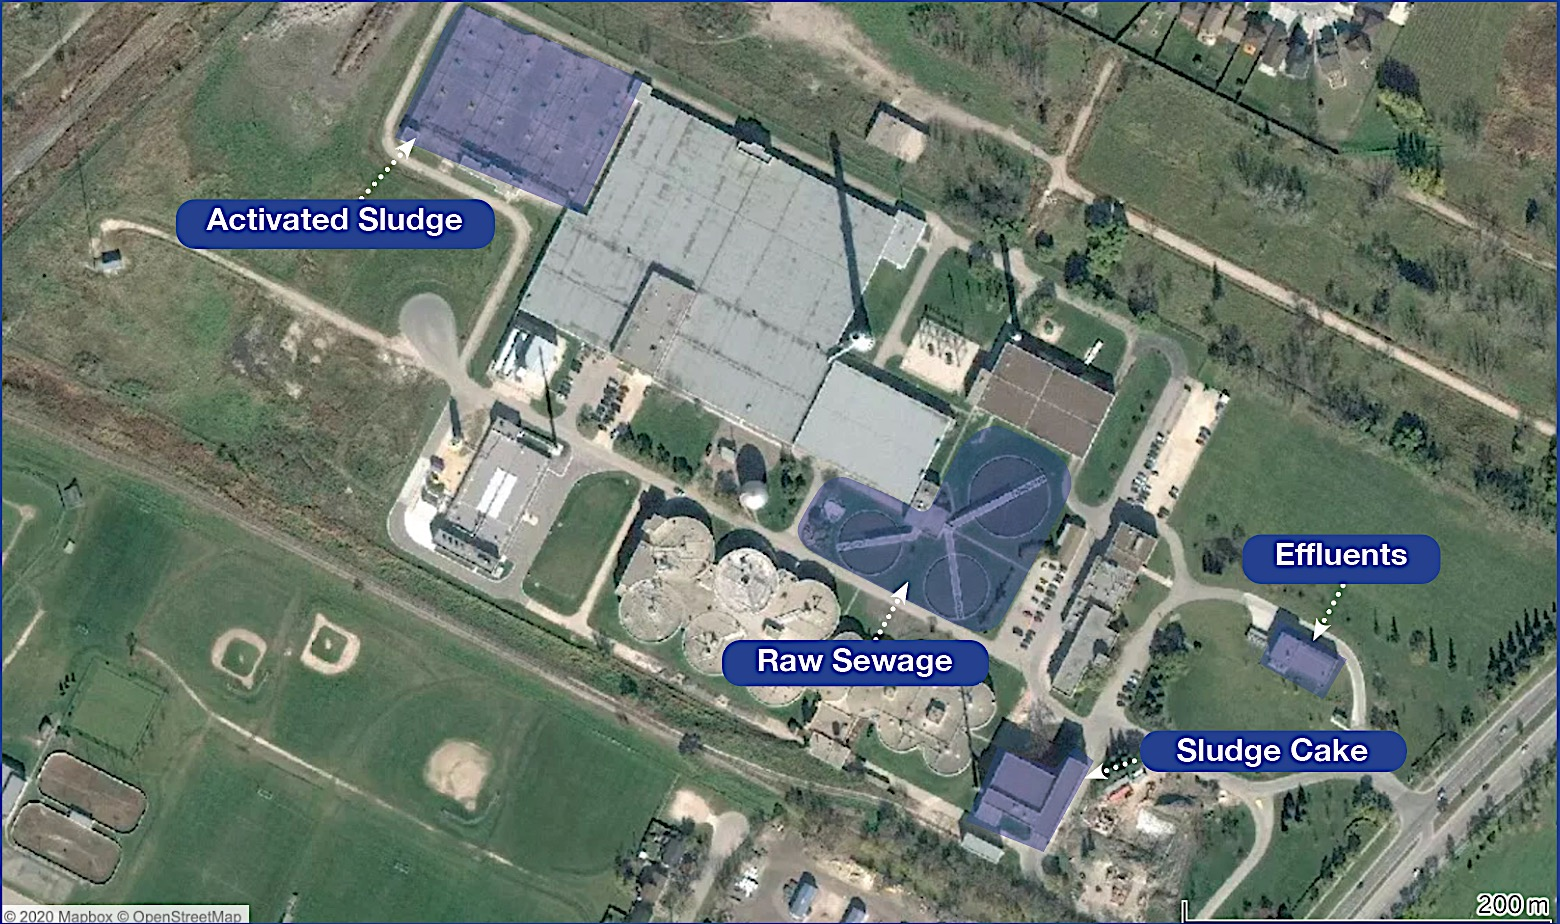 Activated Sludge
Effluents
Raw Sewage
Sludge Cake
200 m
© 2020 Mapbox © OpenStreetMap